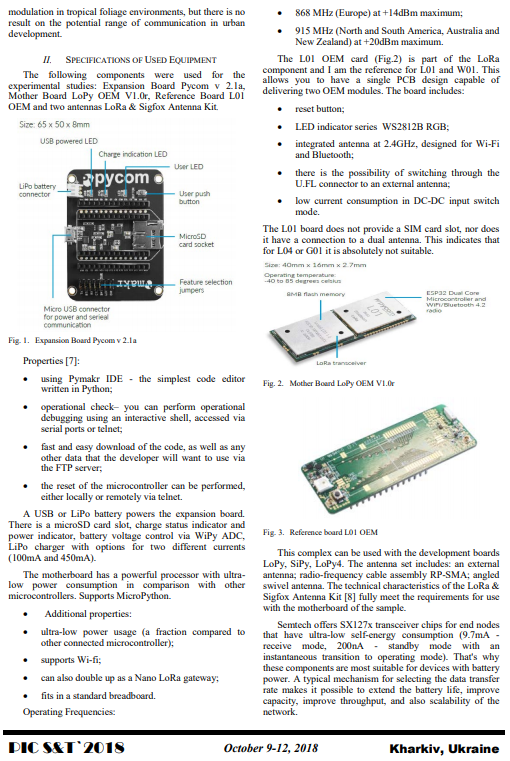 modulation in tropical foliage environments, but there is no
result on the potential range of communication in urban
development.
II. SPECIFICATIONS OF USED EQUIPMENT
The following components were used for the
experimental studies: Expansion Board Pycom v 2.1a,
Mother Board LoPy OEM V1.0r, Reference Board L01
OEM and two antennas LoRa & Sigfox Antenna Kit.
Size: 65 x 50 x 8mm
USB powered LED
Charge indication LED
User LED
LiPo battery
connector
pycom
User push
button
MicroSD
card socket
Feature selection
jumpers
Micro USB connector
for power and serieal
communication
Fig. 1. Expansion Board Pycom v 2.1a
Properties [7]:
• using Pymakr IDE - the simplest code editor
written in Python;
• operational check– you can perform operational
debugging using an interactive shell, accessed via
serial ports or telnet;
• fast and easy download of the code, as well as any
other data that the developer will want to use via
the FTP server;
• the reset of the microcontroller can be performed,
either locally or remotely via telnet.
A USB or LiPo battery powers the expansion board.
There is a microSD card slot, charge status indicator and
power indicator, battery voltage control via WiPy ADC,
LiPo charger with options for two different currents
(100mA and 450mA).
The motherboard has a powerful processor with ultra-
low power consumption in comparison with other
microcontrollers. Supports MicroPython.
• Additional properties:
• ultra-low power usage (a fraction compared to
other connected microcontroller);
• supports Wi-fi;
• can also double up as a Nano LoRa gateway;
• fits in a standard breadboard.
Operating Frequencies:
• 868 MHz (Europe) at +14dBm maximum;
• 915 MHz (North and South America, Australia and
New Zealand) at +20dBm maximum.
The L01 OEM card (Fig.2) is part of the LoRa
component and I am the reference for L01 and W01. This
allows you to have a single PCB design capable of
delivering two OEM modules. The board includes:
• reset button;
• LED indicator series WS2812B RGB;
• integrated antenna at 2.4GHz, designed for Wi-Fi
and Bluetooth;
• there is the possibility of switching through the
U.FL connector to an external antenna;
• low current consumption in DC-DC input switch
mode.
The L01 board does not provide a SIM card slot, nor does
it have a connection to a dual antenna. This indicates that
for L04 or G01 it is absolutely not suitable.
Size: 40mm x 16mm x 2.7mm
Operating temperature:
-40 to 85 degrees celsius
8MB flash memory
ESP32 Dual Core
Microcontroller and
WiFi/Bluetooth 4.2
radio
L01
LoRa transceiver
Fig. 2. Mother Board LoPy OEM V1.0r
Fig. 3. Reference board L01 OEM
This complex can be used with the development boards
LoPy, SiPy, LoPy4. The antenna set includes: an external
antenna; radio-frequency cable assembly RP-SMA; angled
swivel antenna. The technical characteristics of the LoRa &
Sigfox Antenna Kit [8] fully meet the requirements for use
with the motherboard of the sample.
Semtech offers SX127x transceiver chips for end nodes
that have ultra-low self-energy consumption (9.7mA -
receive mode, 200nA - standby mode with an
instantaneous transition to operating mode). That's why
these components are most suitable for devices with battery
power. A typical mechanism for selecting the data transfer
rate makes it possible to extend the battery life, improve
capacity, improve throughput, and also scalability of the
network.
PIC S&T`2018
October 9-12, 2018
Kharkiv, Ukraine